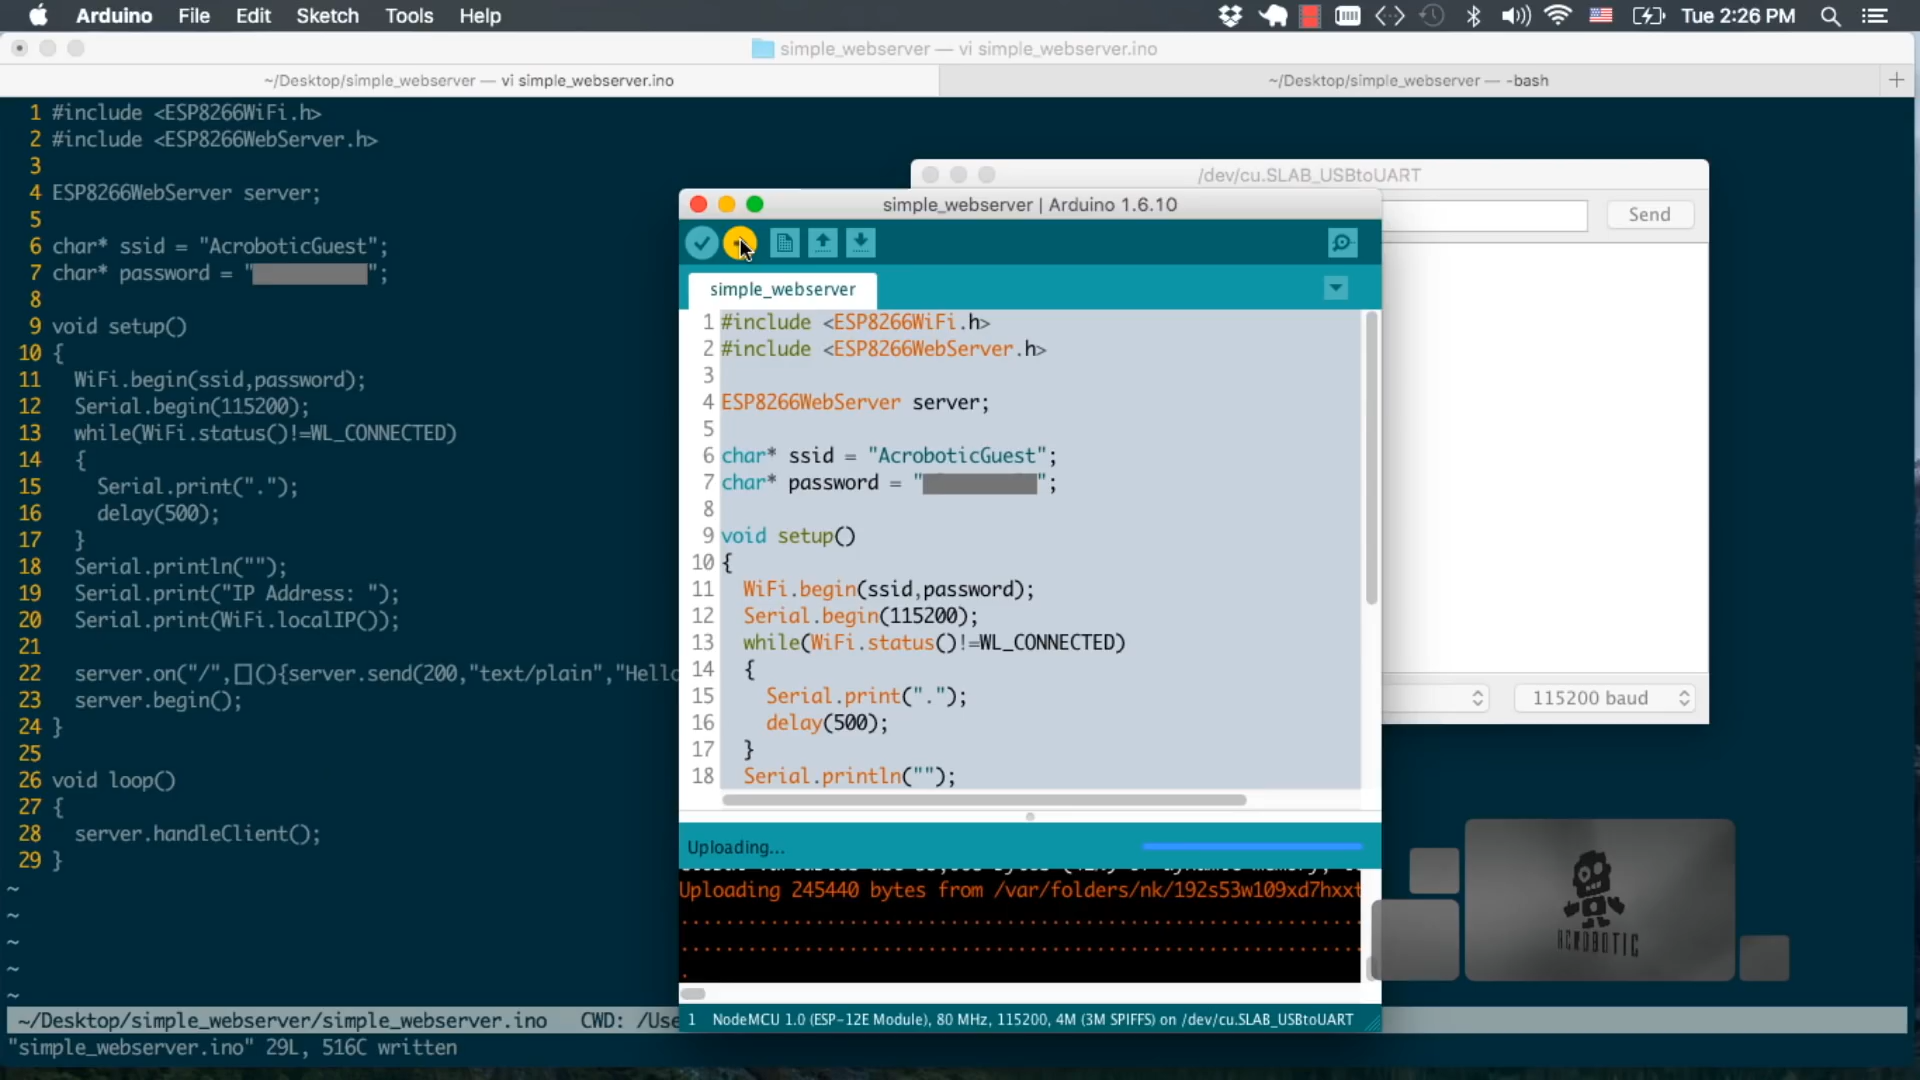 Arduino File Edit Sketch Tools Help
Tue 2:26 PM
simple_webserver — vi simple_webserver.ino
~/Desktop/simple_webserver — vi simple_webserver.ino
~/Desktop/simple_webserver — -bash
1 #include <ESP8266WiFi.h>
2 #include <ESP8266WebServer.h>
3
4 ESP8266WebServer server;
5
6 char* ssid = "AcroboticGuest";
7 char* password = "";
8
9 void setup()
10 {
11 WiFi.begin(ssid,password);
12 Serial.begin(115200);
13 while(WiFi.status()!=WL_CONNECTED)
14 {
15 Serial.print(".");
16 delay(500);
17 }
18 Serial.println("");
19 Serial.print("IP Address: ");
20 Serial.print(WiFi.localIP());
21
22 server.on("/",[](){server.send(200,"text/plain","Hello
23 server.begin();
24 }
25
26 void loop()
27 {
28 server.handleClient();
29 }
~
~
~
~
~
~/Desktop/simple_webserver/simple_webserver.ino CWD: /Use
"simple_webserver.ino" 29L, 516C written
/dev/cu.SLAB_USBtoUART
Send
115200 baud
simple_webserver | Arduino 1.6.10
simple_webserver
1 #include <ESP8266WiFi.h>
2 #include <ESP8266WebServer.h>
3
4 ESP8266WebServer server;
5
6 char* ssid = "AcroboticGuest";
7 char* password = "";
8
9 void setup()
10 {
11 WiFi.begin(ssid,password);
12 Serial.begin(115200);
13 while(WiFi.status()!=WL_CONNECTED)
14 {
15 Serial.print(".");
16 delay(500);
17 }
18 Serial.println("");
Uploading...
Uploading 245440 bytes from /var/folders/nk/192s53w109xd7hxxt
.............................................................
.............................................................
.
1 NodeMCU 1.0 (ESP-12E Module), 80 MHz, 115200, 4M (3M SPIFFS) on /dev/cu.SLAB_USBtoUART
ACROBOTIC